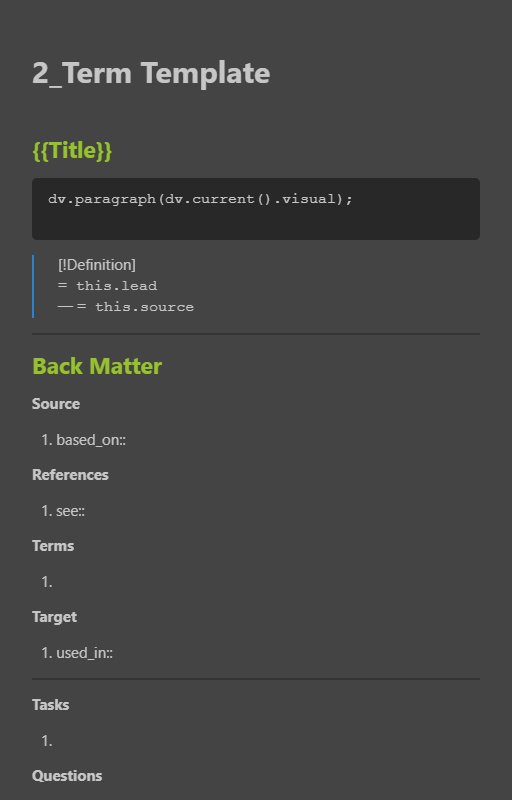 2_Term Template
{{Title}}
dv.paragraph(dv.current().visual);
[!Definition]
= this.lead
— = this.source
Back Matter
Source
1. based_on::
References
1. see::
Terms
1.
Target
1. used_in::
Tasks
1.
Questions